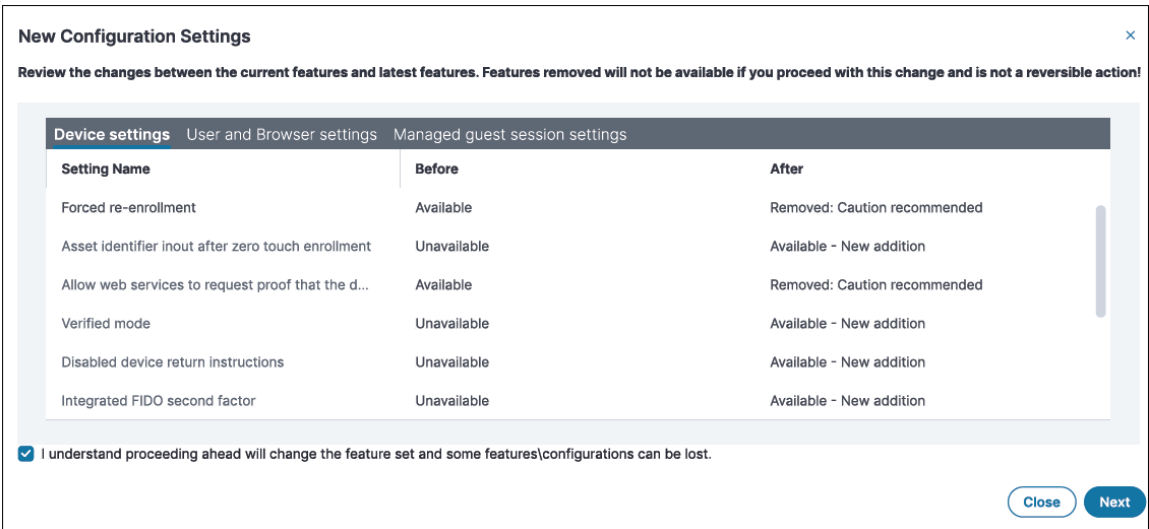 New Configuration Settings ×
Review the changes between the current features and latest features. Features removed will not be available if you proceed with this change and is not a reversible action!
Device settings User and Browser settings Managed guest session settings
Setting Name Before After
Forced re-enrollment Available Removed: Caution recommended
Asset identifier inout after zero touch enrollment Unavailable Available - New addition
Allow web services to request proof that the d... Available Removed: Caution recommended
Verified mode Unavailable Available - New addition
Disabled device return instructions Unavailable Available - New addition
Integrated FIDO second factor Unavailable Available - New addition
I understand proceeding ahead will change the feature set and some features\configurations can be lost.
Close Next